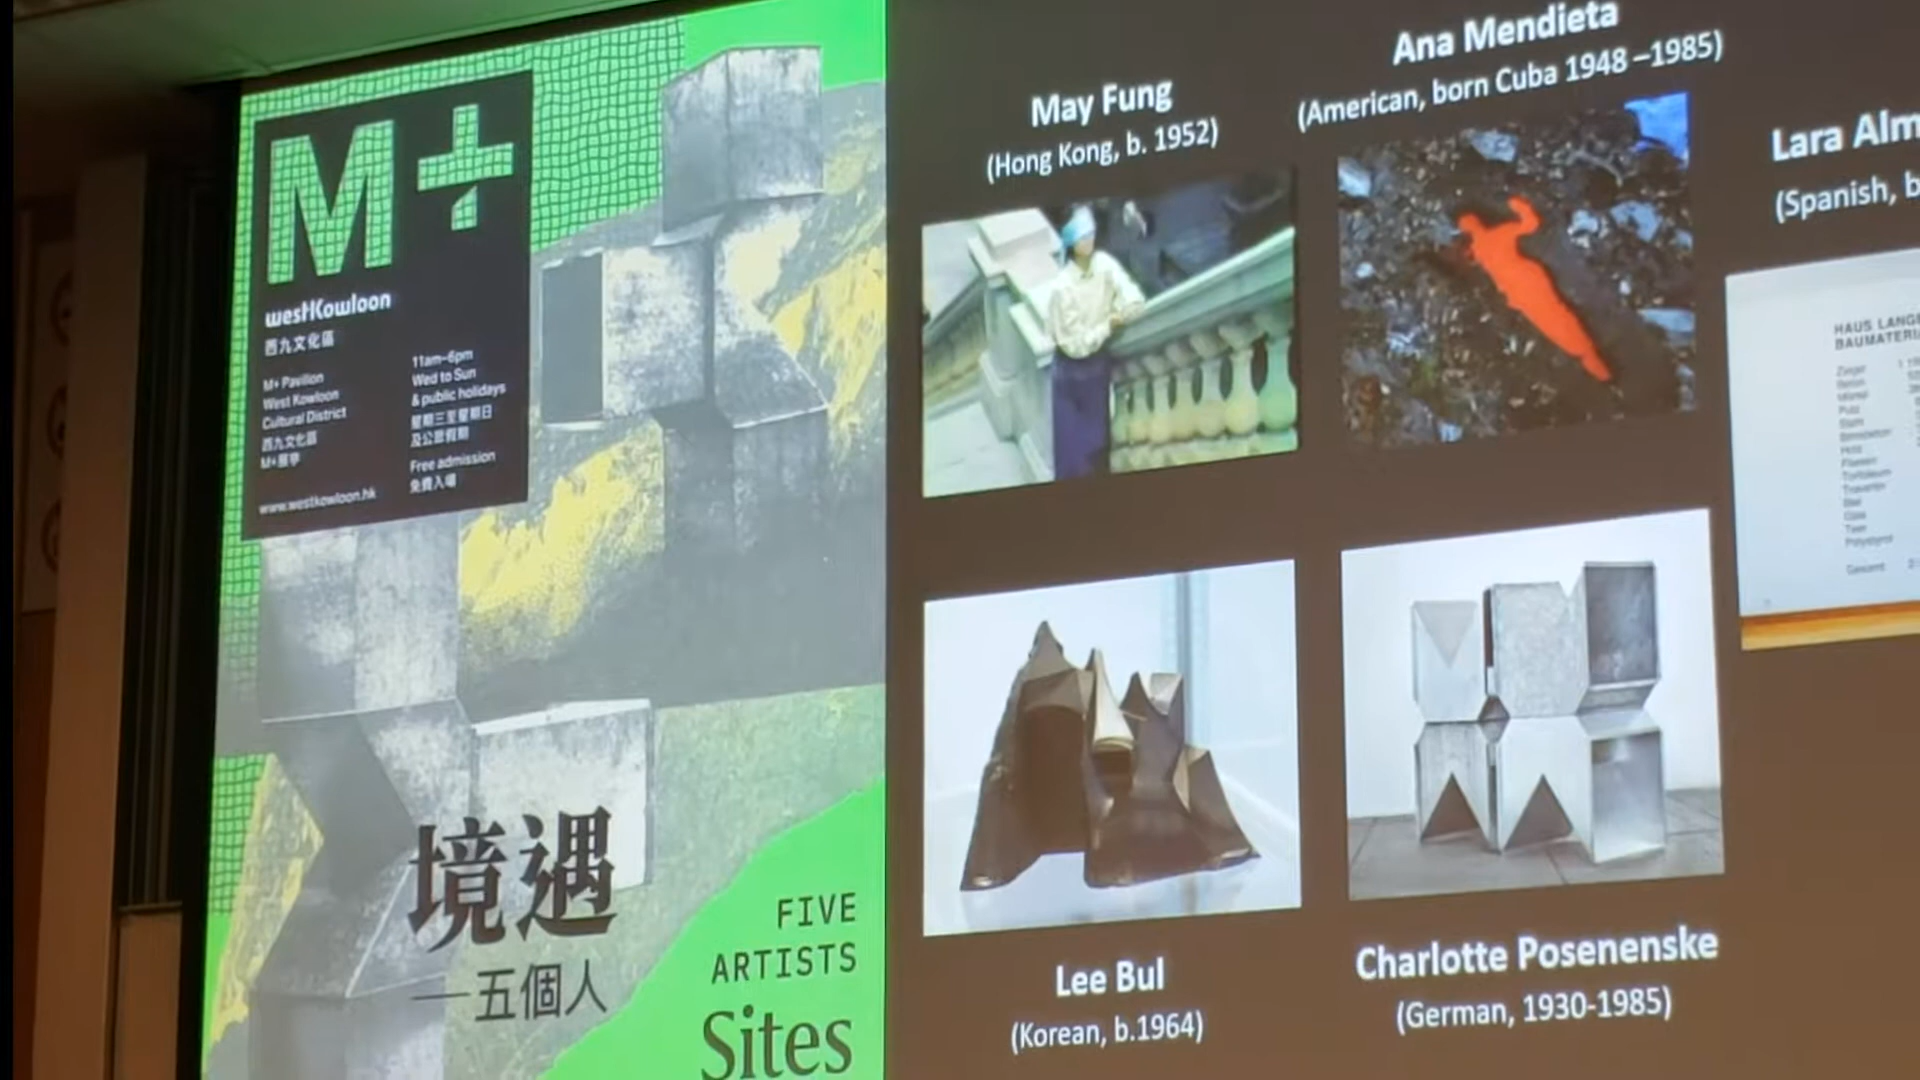 M+
westKowloon
西九文化區
M+ Pavilion
West Kowloon
Cultural District
西九文化區
M+展亭
www.westkowloon.hk
11am–6pm
Wed to Sun
& public holidays
星期三至星期日
及公眾假期
Free admission
免費入場
境遇
—五個人
FIVE
ARTISTS
Sites
May Fung
(Hong Kong, b. 1952)
Ana Mendieta
(American, born Cuba 1948 –1985)
Lara Alm
(Spanish, b
HAUS LANGE
BAUMATERI
Lee Bul
(Korean, b.1964)
Charlotte Posenenske
(German, 1930-1985)